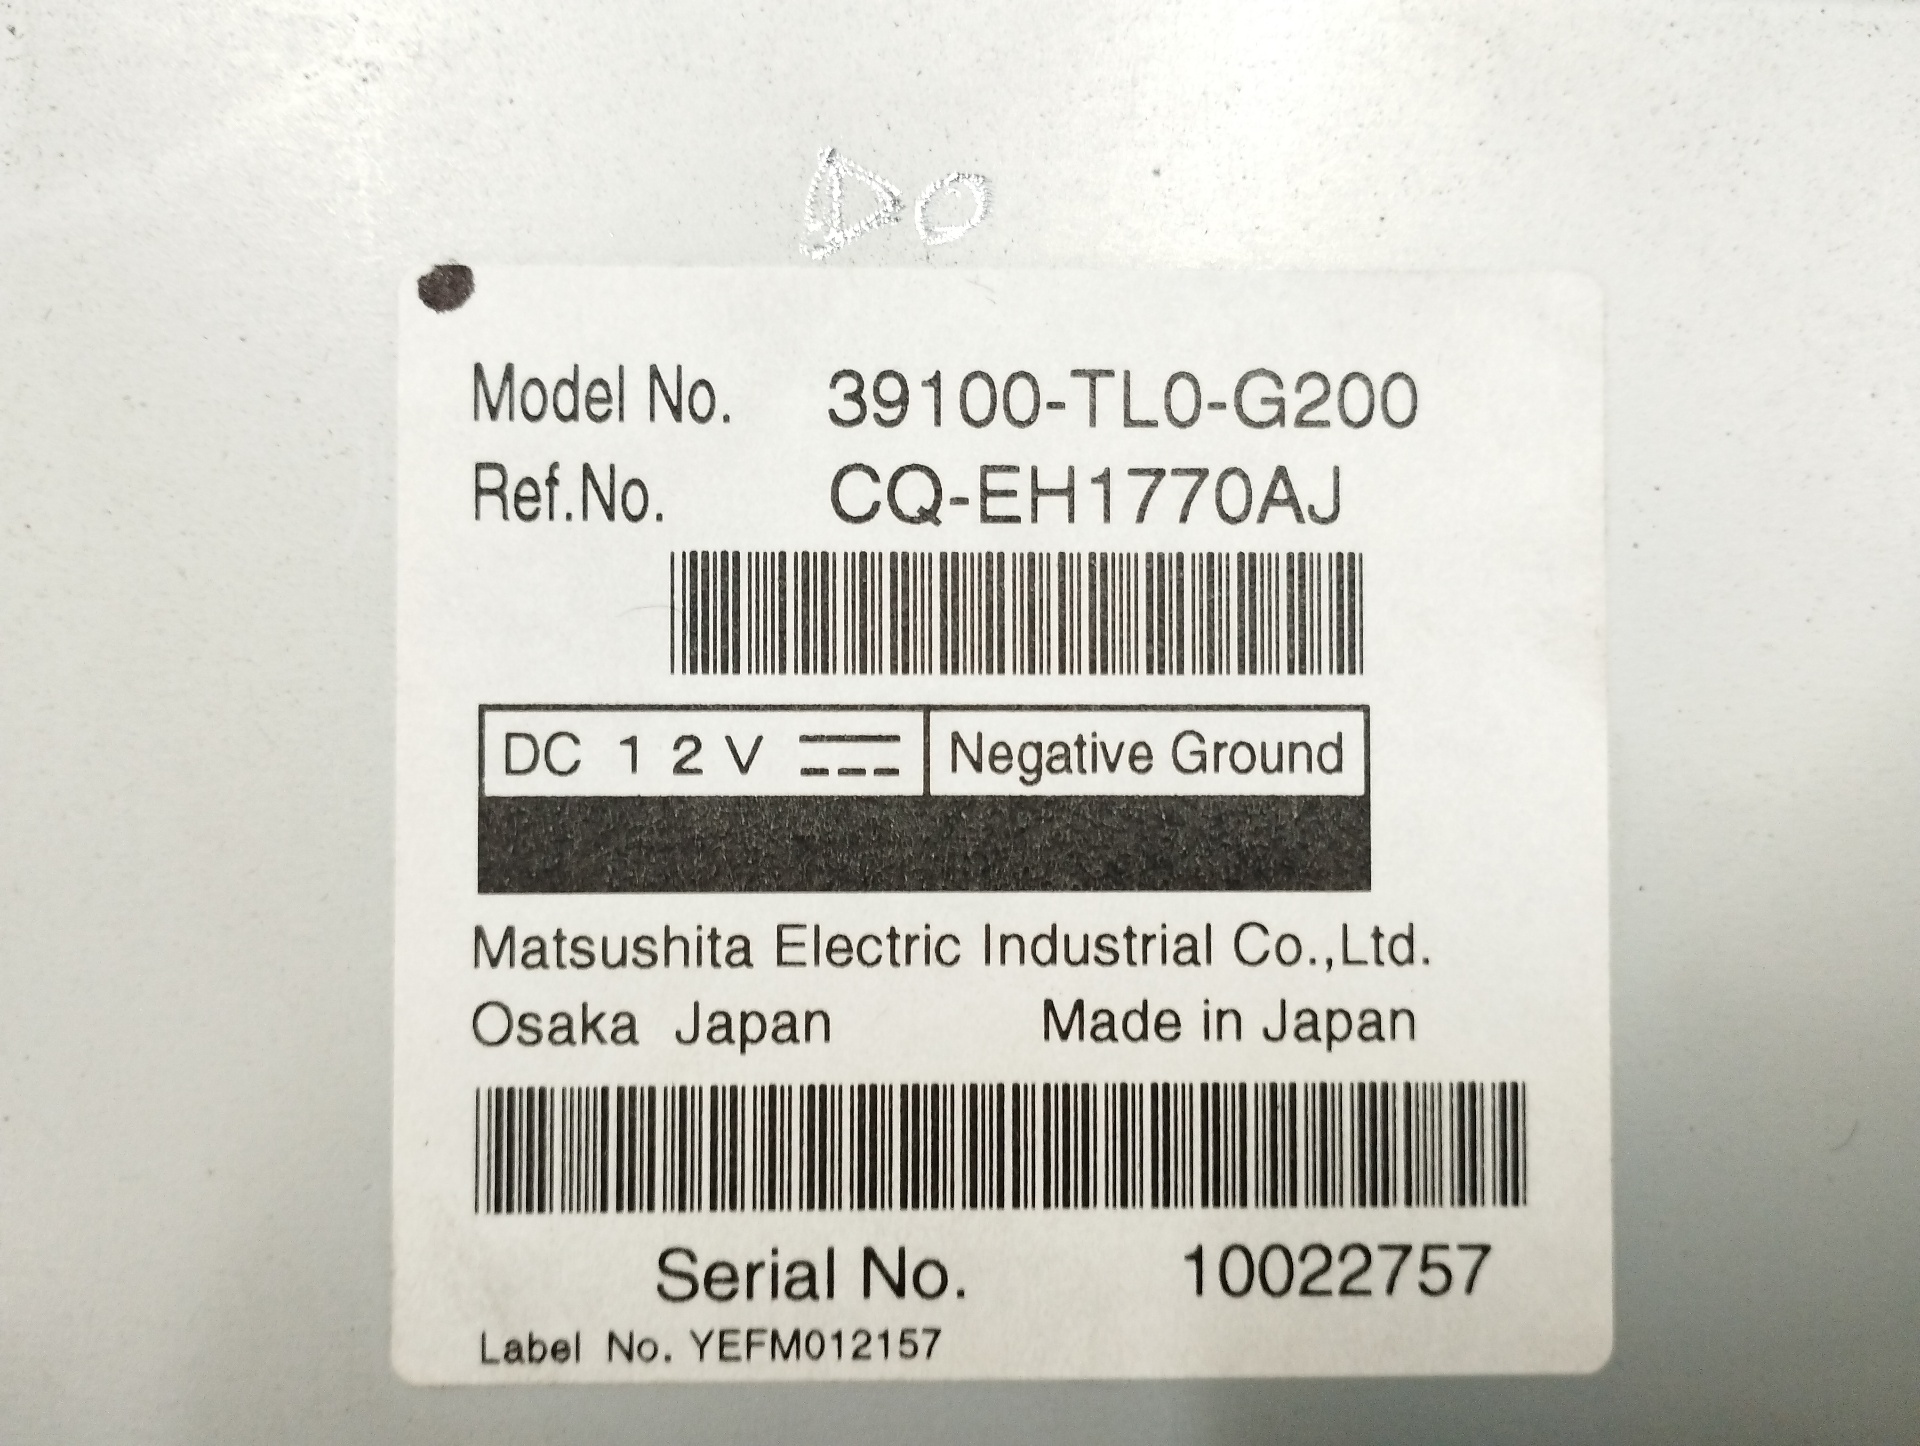 DO
Model No. 39100-TL0-G200
Ref.No. CQ-EH1770AJ
DC 12V Negative Ground
Matsushita Electric Industrial Co.,Ltd.
Osaka Japan Made in Japan
Serial No. 10022757
Label No. YEFM012157